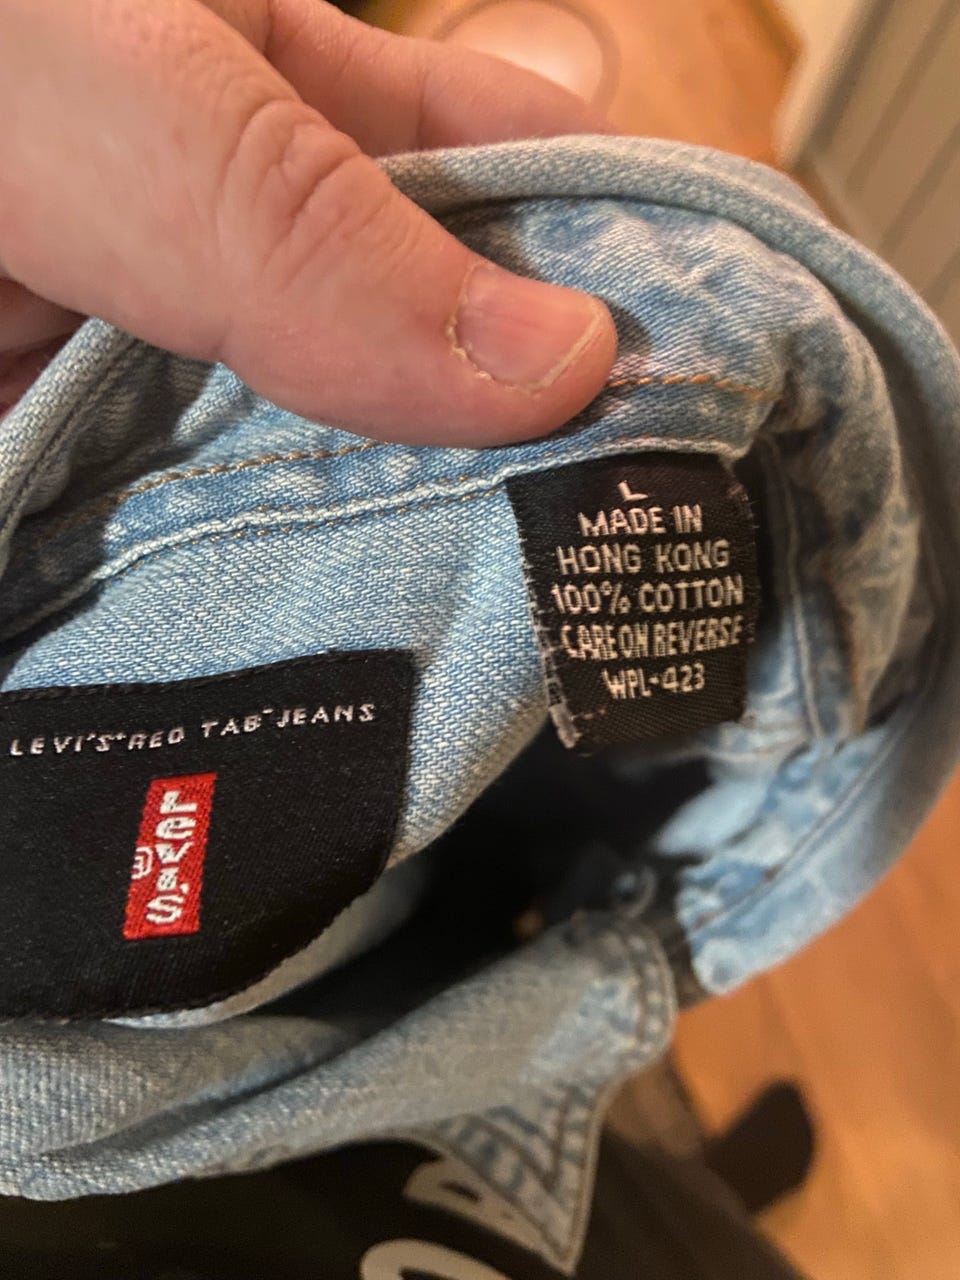 L
MADE IN
HONG KONG
100% COTTON
CARE ON REVERSE
WPL-423
LEVI'S® RED TAB™ JEANS
LEVI'S